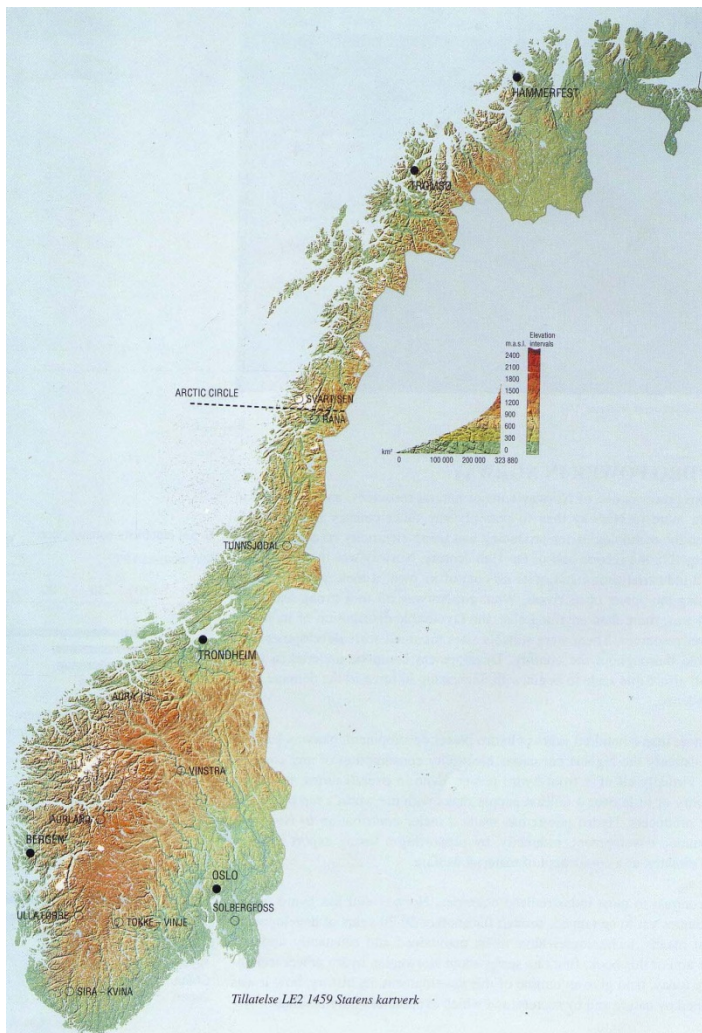 HAMMERFEST
TROMSØ
Elevation
m.a.s.l. intervals
2400
2100
1800
1500
1200
900
600
300
0
km²
0 100 000 200 000 323 880
ARCTIC CIRCLE
SVARTISEN
RANA
TUNNSJØDAL
TRONDHEIM
AURA
VINSTRA
AURLAND
BERGEN
OSLO
SOLBERGFOSS
ULLA FØRRE
TOKKE – VINJE
SIRA – KVINA
Tillatelse LE2 1459 Statens kartverk